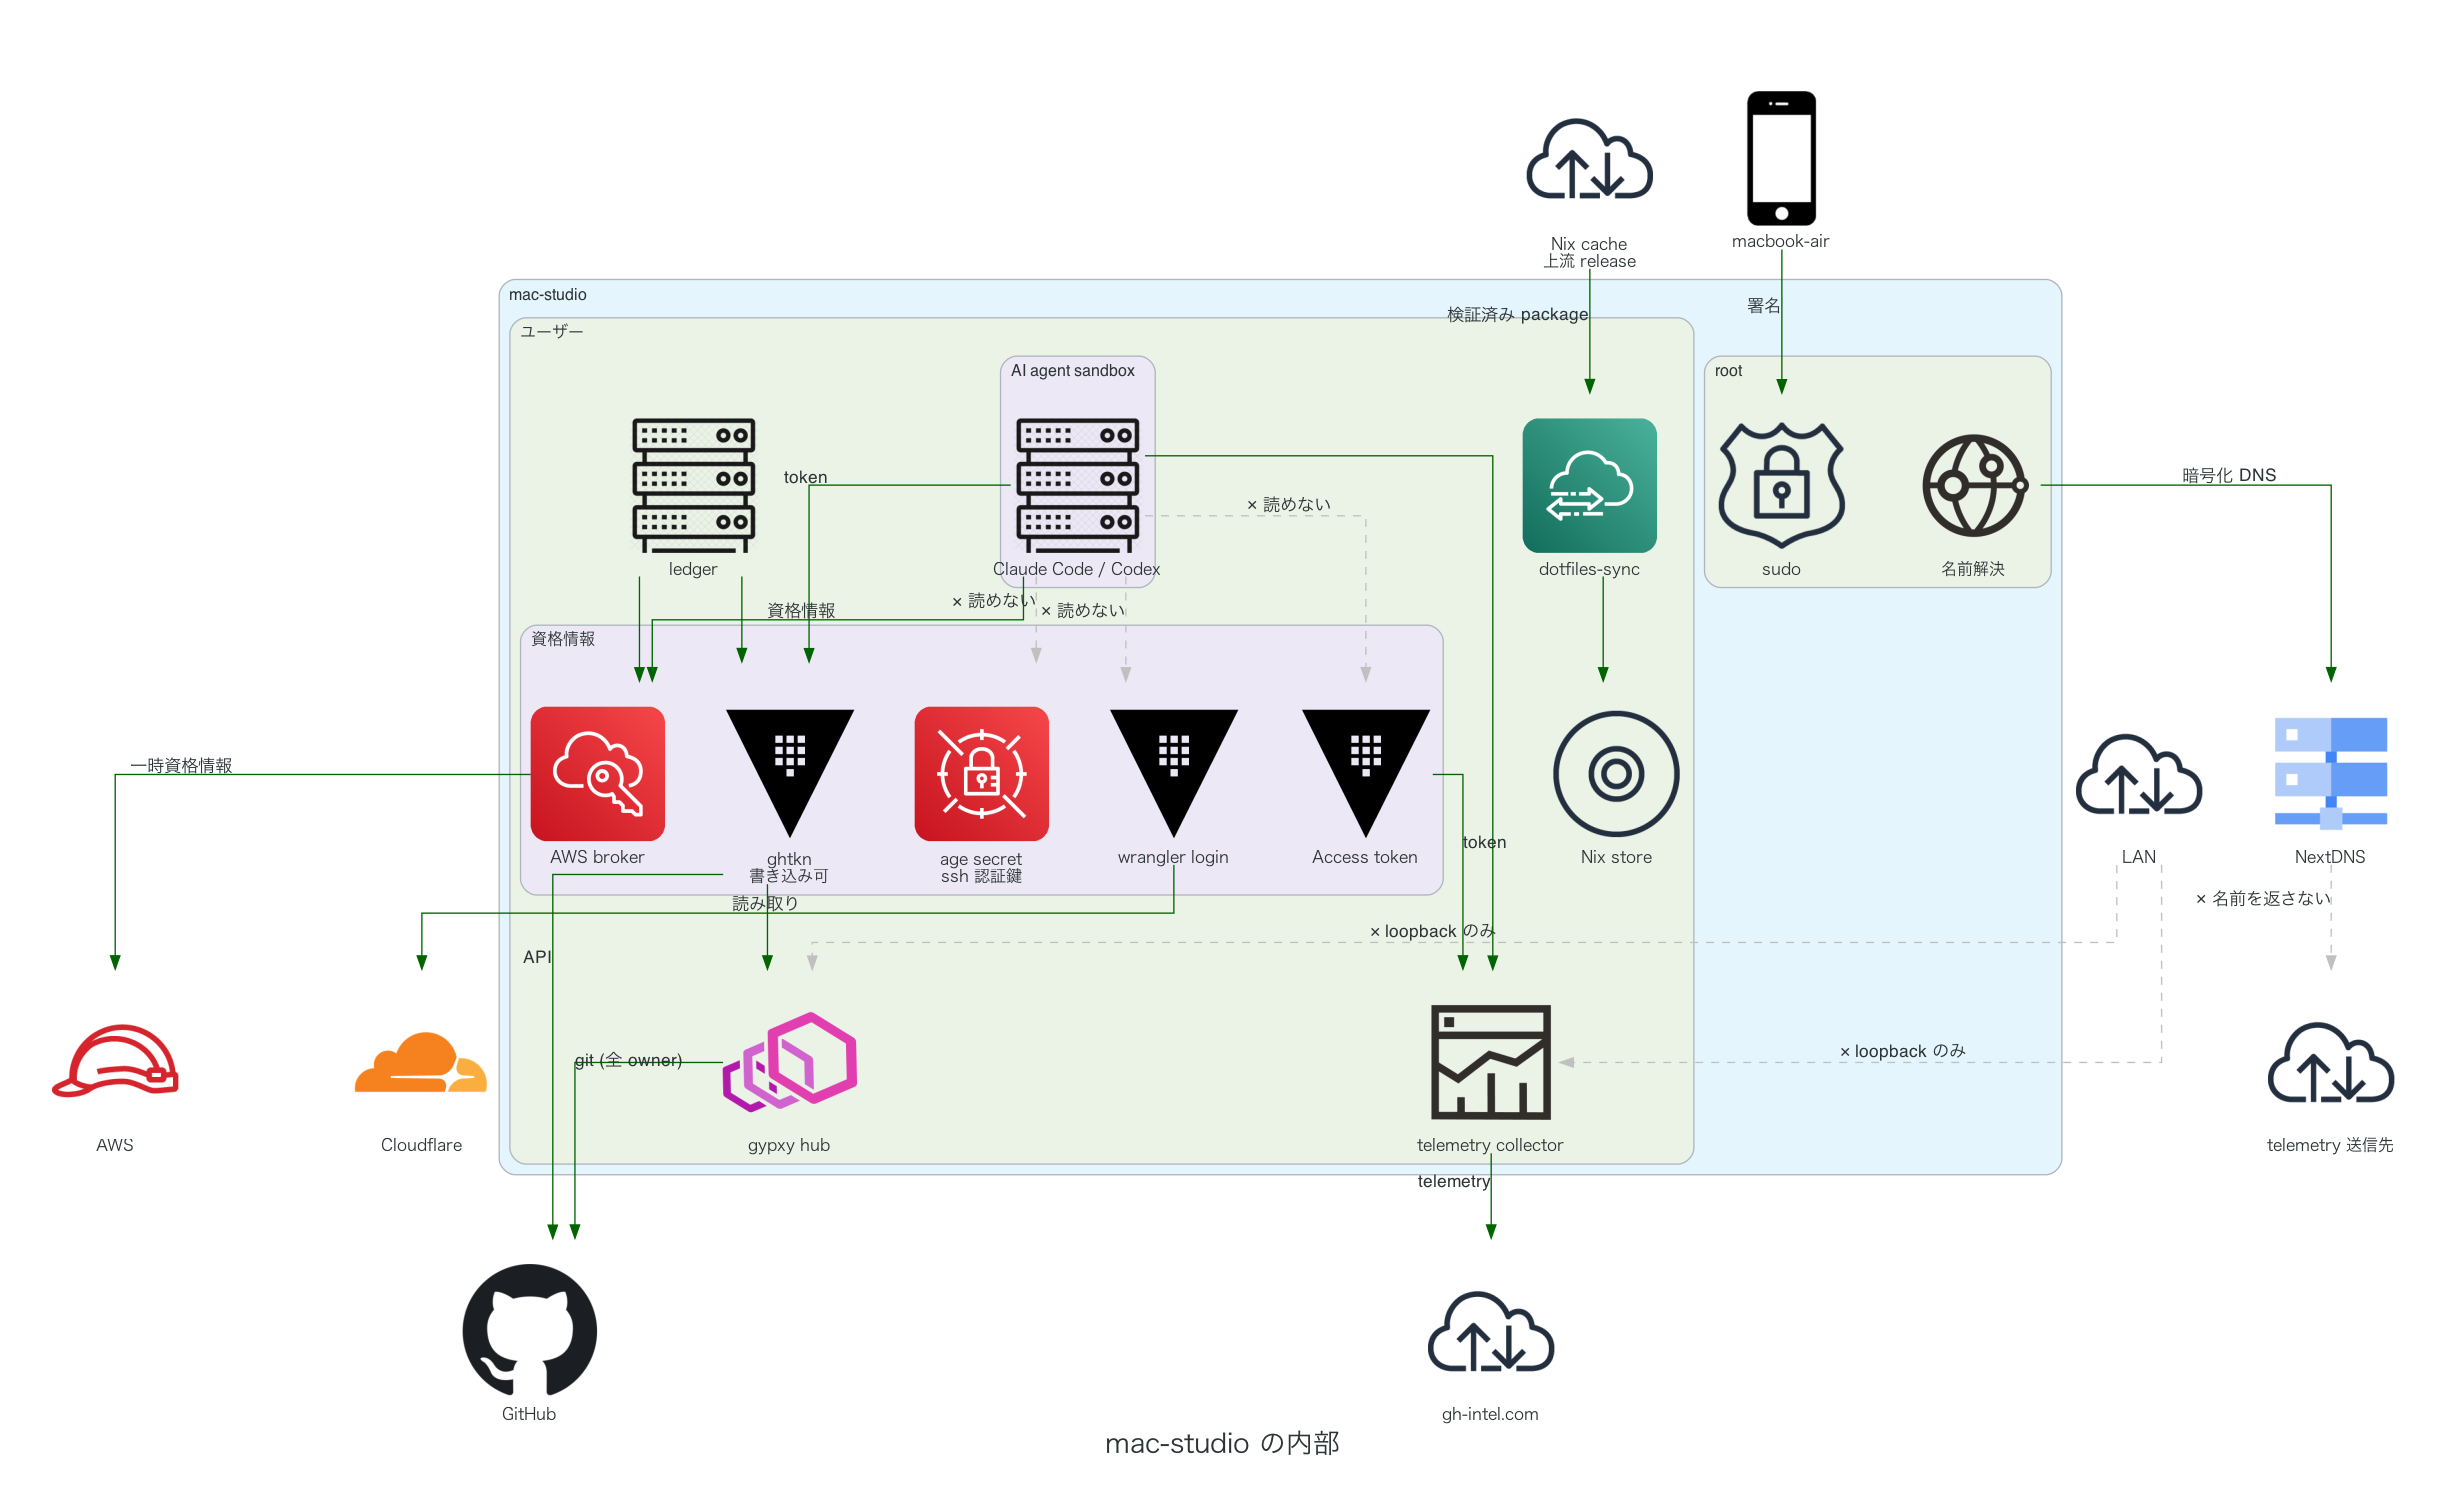 Nix cache
上流 release
macbook-air
mac-studio
署名
検証済み package
ユーザー
AI agent sandbox
root
token
× 読めない
暗号化 DNS
ledger
Claude Code / Codex
dotfiles-sync
sudo
名前解決
× 読めない
× 読めない
資格情報
資格情報
一時資格情報
token
AWS broker
ghtkn
書き込み可
age secret
ssh 認証鍵
wrangler login
Access token
Nix store
LAN
NextDNS
読み取り
× 名前を返さない
× loopback のみ
API
git (全 owner)
× loopback のみ
AWS
Cloudflare
gypxy hub
telemetry collector
telemetry 送信先
telemetry
GitHub
gh-intel.com
mac-studio の内部